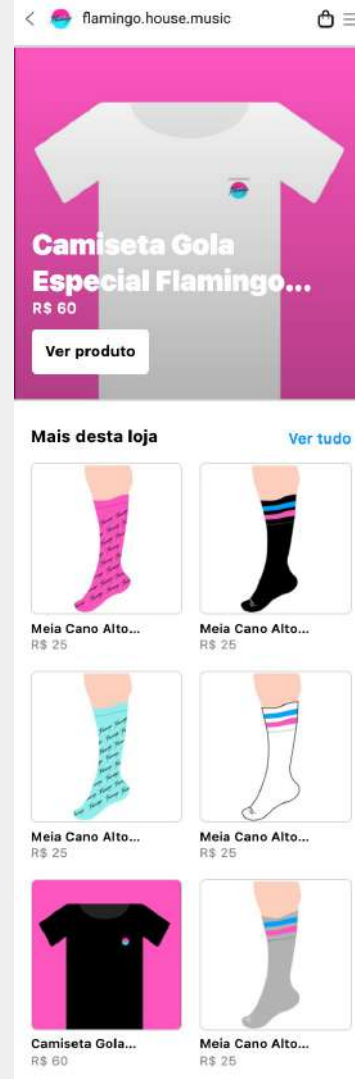 flamingo.house.music
Camiseta Gola
Especial Flamingo...
R$ 60
Ver produto
Mais desta loja
Ver tudo
Meia Cano Alto...
R$ 25
Meia Cano Alto...
R$ 25
Meia Cano Alto...
R$ 25
Meia Cano Alto...
R$ 25
Camiseta Gola...
R$ 60
Meia Cano Alto...
R$ 25